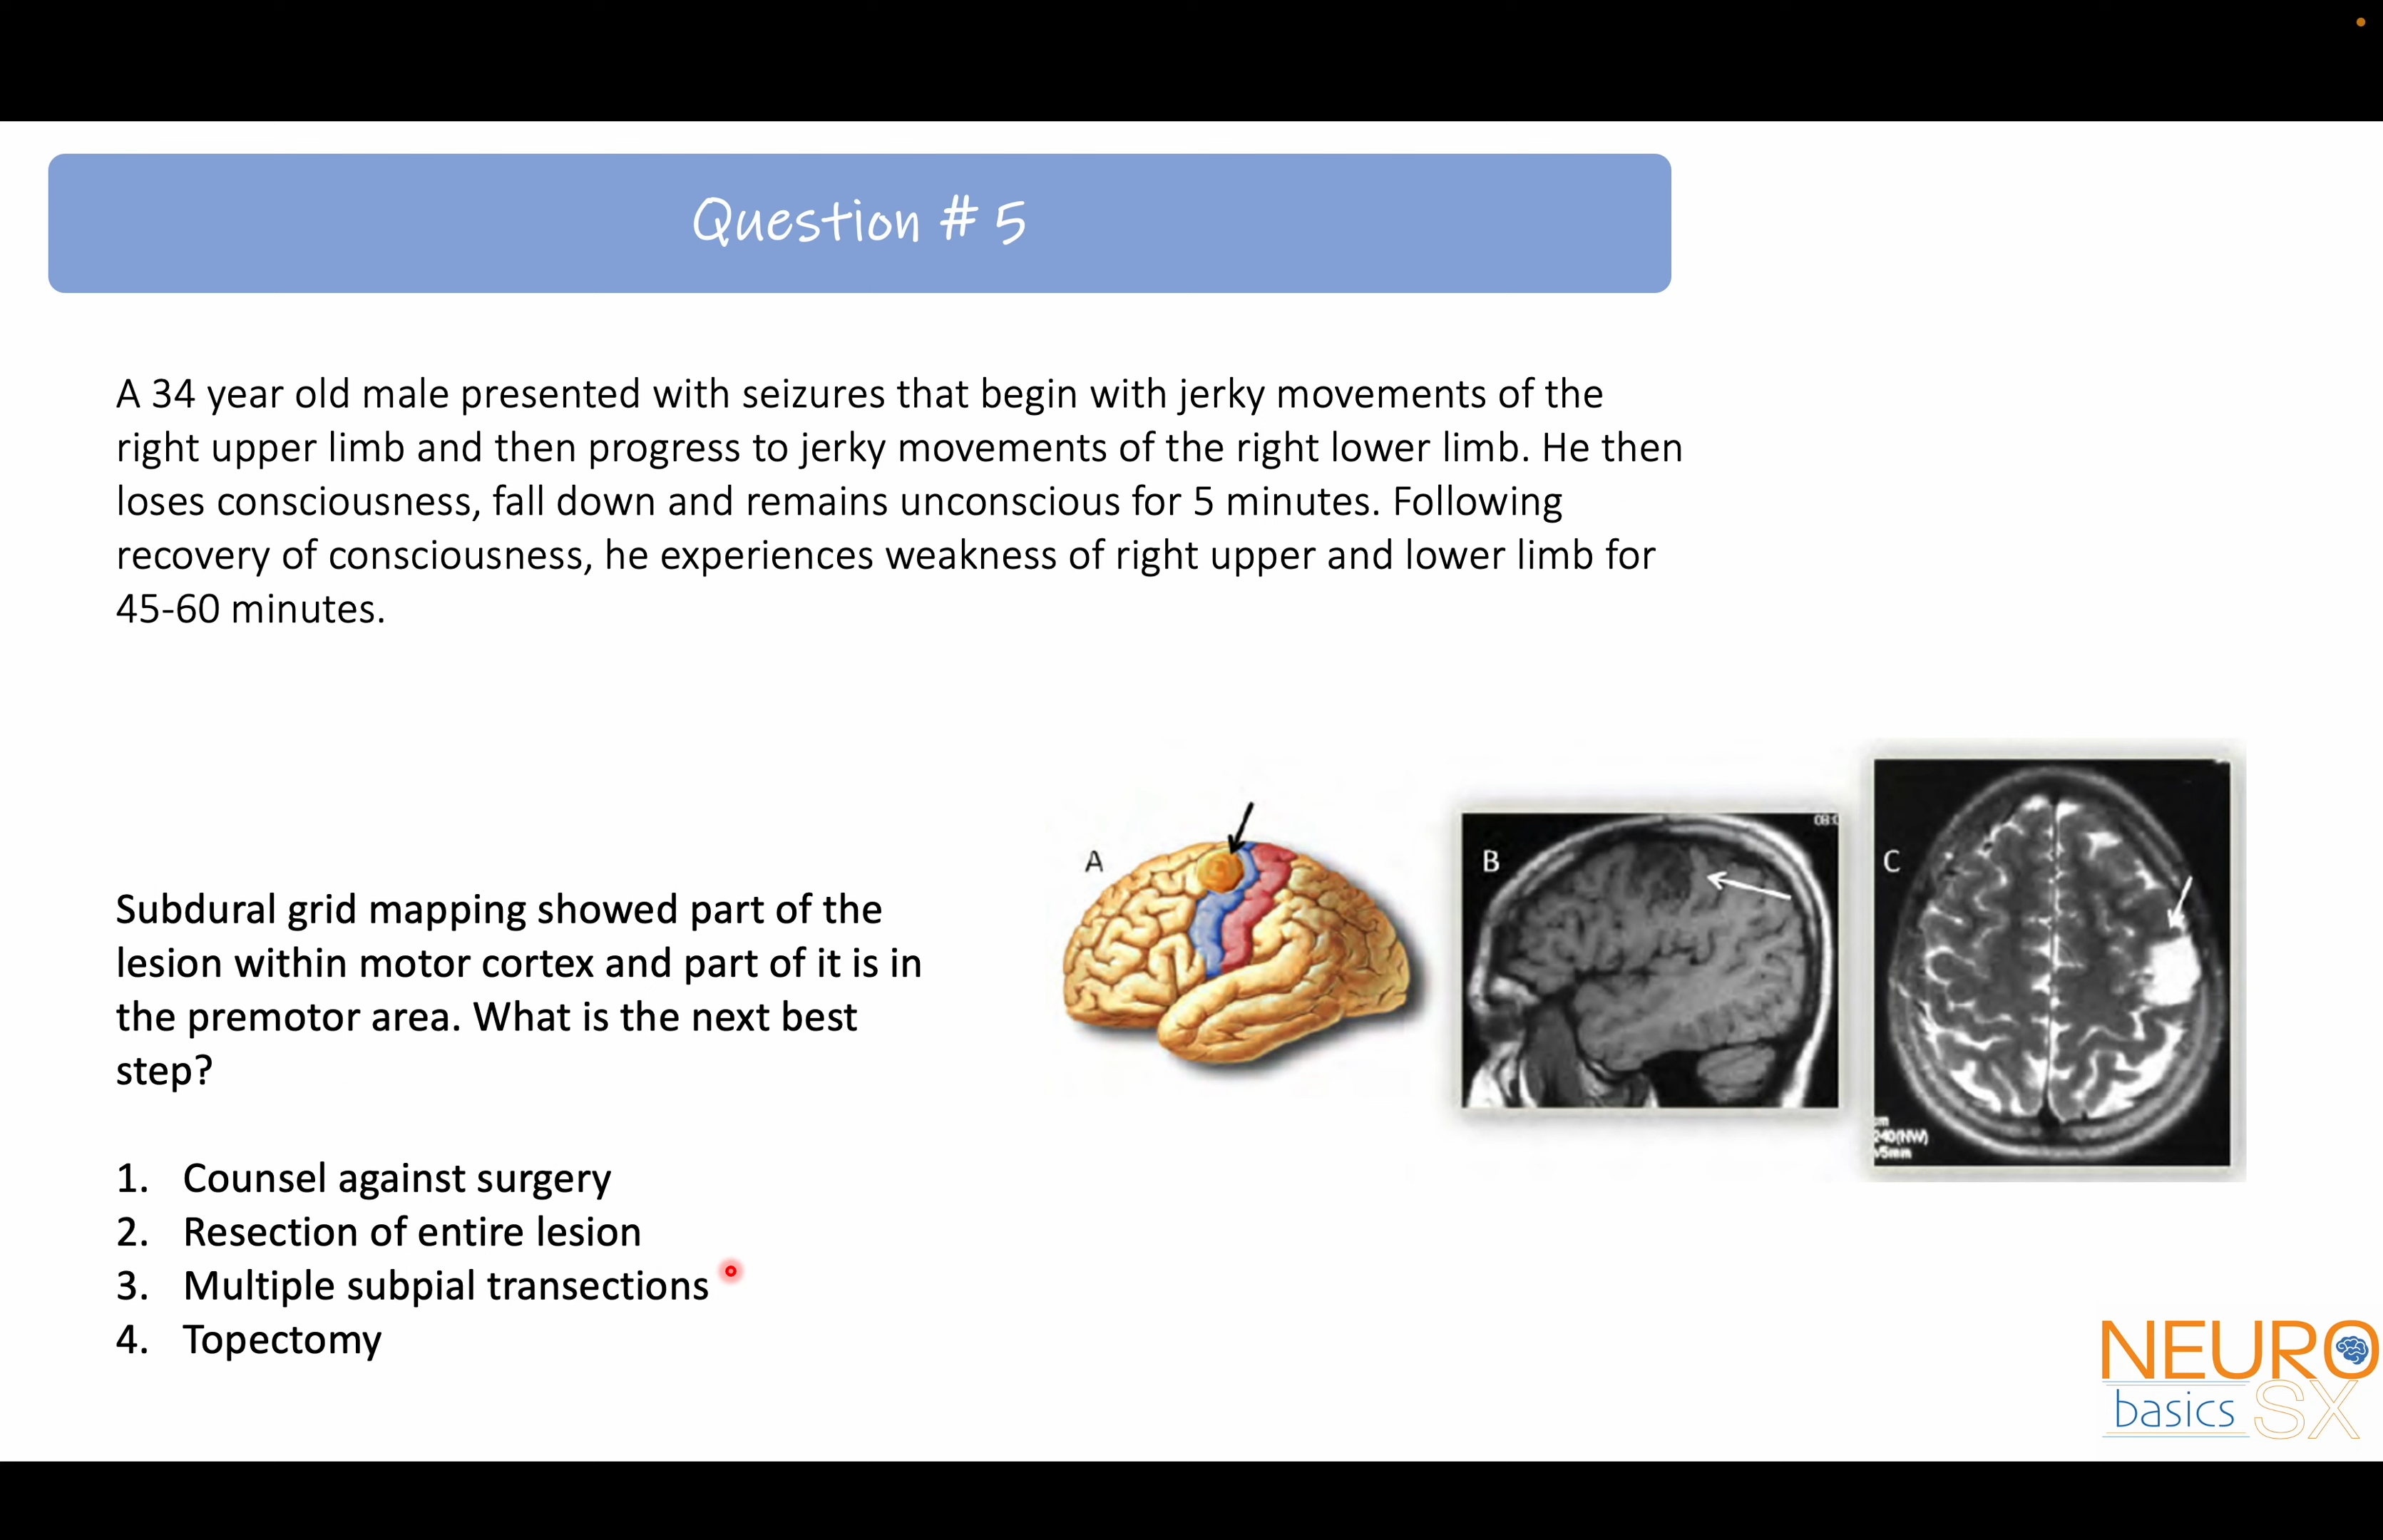 Question # 5
A 34 year old male presented with seizures that begin with jerky movements of the
right upper limb and then progress to jerky movements of the right lower limb. He then
loses consciousness, fall down and remains unconscious for 5 minutes. Following
recovery of consciousness, he experiences weakness of right upper and lower limb for
45-60 minutes.
Subdural grid mapping showed part of the
lesion within motor cortex and part of it is in
the premotor area. What is the next best
step?
1. Counsel against surgery
2. Resection of entire lesion
3. Multiple subpial transections
4. Topectomy
A
B
C
240(NW)
NEURO
basics SX